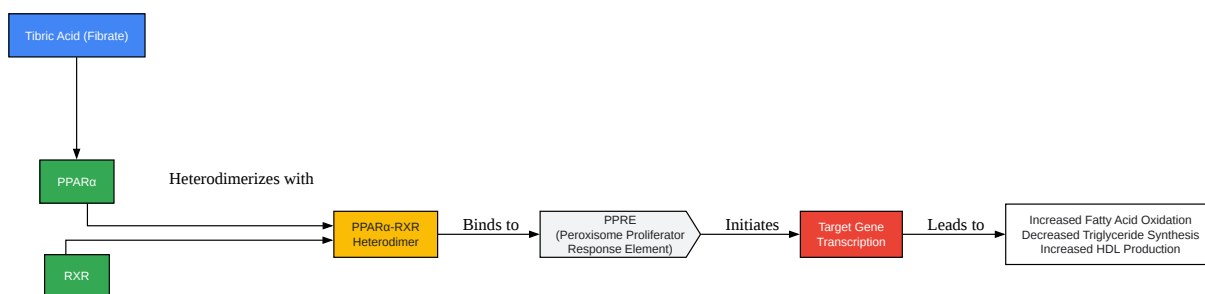 Tibric Acid (Fibrate)
PPARα
Heterodimerizes with
RXR
PPARα-RXR
Heterodimer
Binds to
PPRE
(Peroxisome Proliferator
Response Element)
Initiates
Target Gene
Transcription
Leads to
Increased Fatty Acid Oxidation
Decreased Triglyceride Synthesis
Increased HDL Production